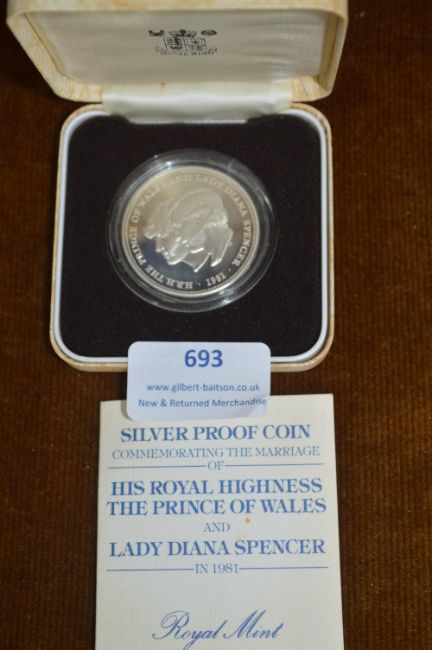 ROYAL MINT
H.R.H. THE PRINCE OF WALES AND LADY DIANA SPENCER · 1981 ·
693
www.gilbert-baitson.co.uk
New & Returned Merchandise
SILVER PROOF COIN
COMMEMORATING THE MARRIAGE
OF
HIS ROYAL HIGHNESS
THE PRINCE OF WALES
AND
LADY DIANA SPENCER
IN 1981
Royal Mint